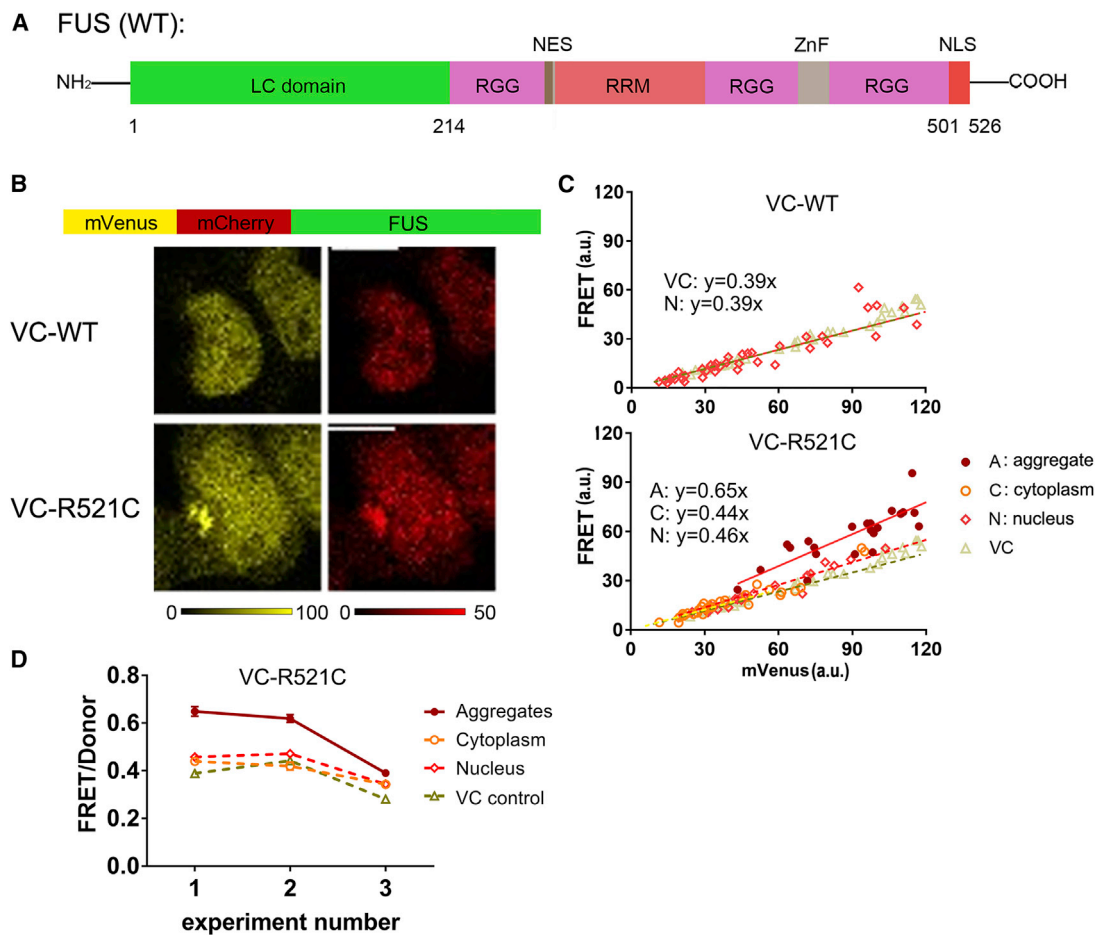 A FUS (WT):
NES ZnF NLS
NH₂ LC domain RGG RRM RGG RGG COOH
1 214 501 526
B
mVenus mCherry FUS
VC-WT
VC-R521C
0 100 0 50
C
VC-WT
120
90
60
30
0
FRET (a.u.)
VC: y=0.39x
N: y=0.39x
0 30 60 90 120
VC-R521C
120
90
60
30
0
FRET (a.u.)
A: y=0.65x
C: y=0.44x
N: y=0.46x
0 30 60 90 120
mVenus (a.u.)
A: aggregate
C: cytoplasm
N: nucleus
VC
D
VC-R521C
0.8
0.6
0.4
0.2
0.0
FRET/Donor
1 2 3
experiment number
Aggregates
Cytoplasm
Nucleus
VC control